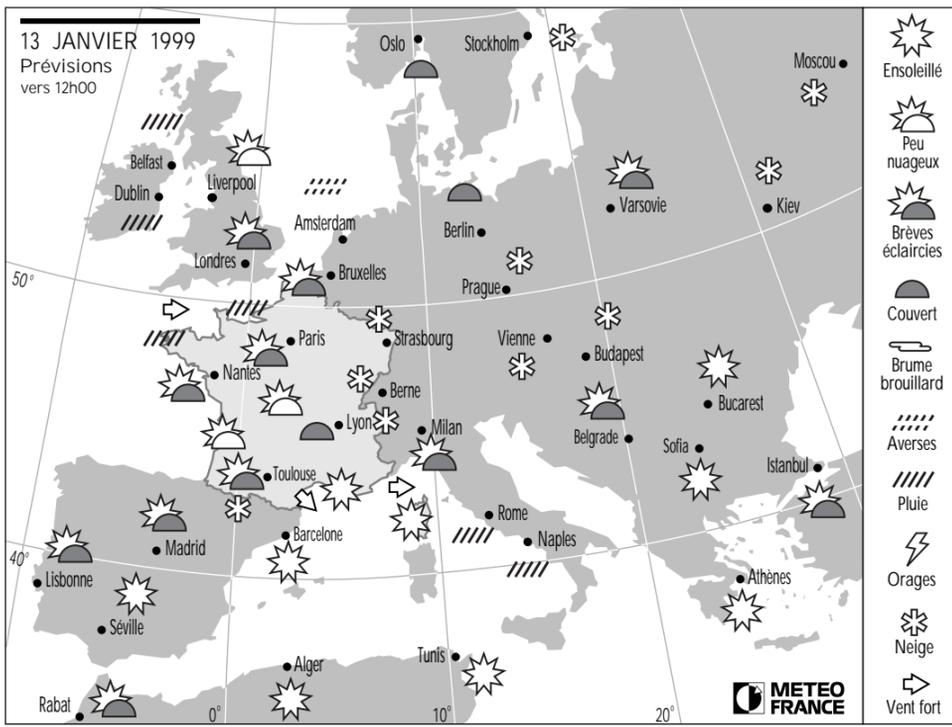 13 JANVIER 1999
Prévisions
vers 12h00
Oslo
Stockholm
Moscou
Belfast
Dublin
Liverpool
Amsterdam
Berlin
Varsovie
Kiev
Londres
Bruxelles
50°
Prague
Paris
Strasbourg
Vienne
Budapest
Nantes
Berne
Bucarest
Lyon
Milan
Belgrade
Sofia
Istanbul
Toulouse
Rome
Naples
Barcelone
Madrid
40°
Lisbonne
Athènes
Séville
Tunis
Alger
Rabat
0°
10°
20°
METEO
FRANCE
Ensoleillé
Peu
nuageux
Brèves
éclaircies
Couvert
Brume
brouillard
Averses
Pluie
Orages
Neige
Vent fort